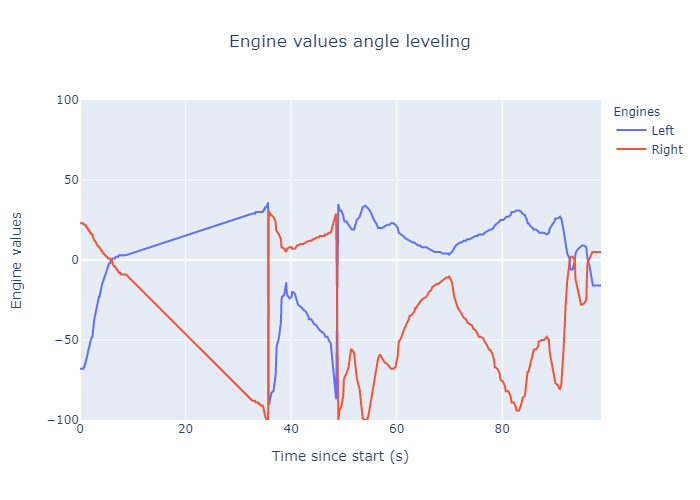 Engine values angle leveling
Engines
Left
Right
Engine values
100
50
0
−50
−100
0
20
40
60
80
Time since start (s)